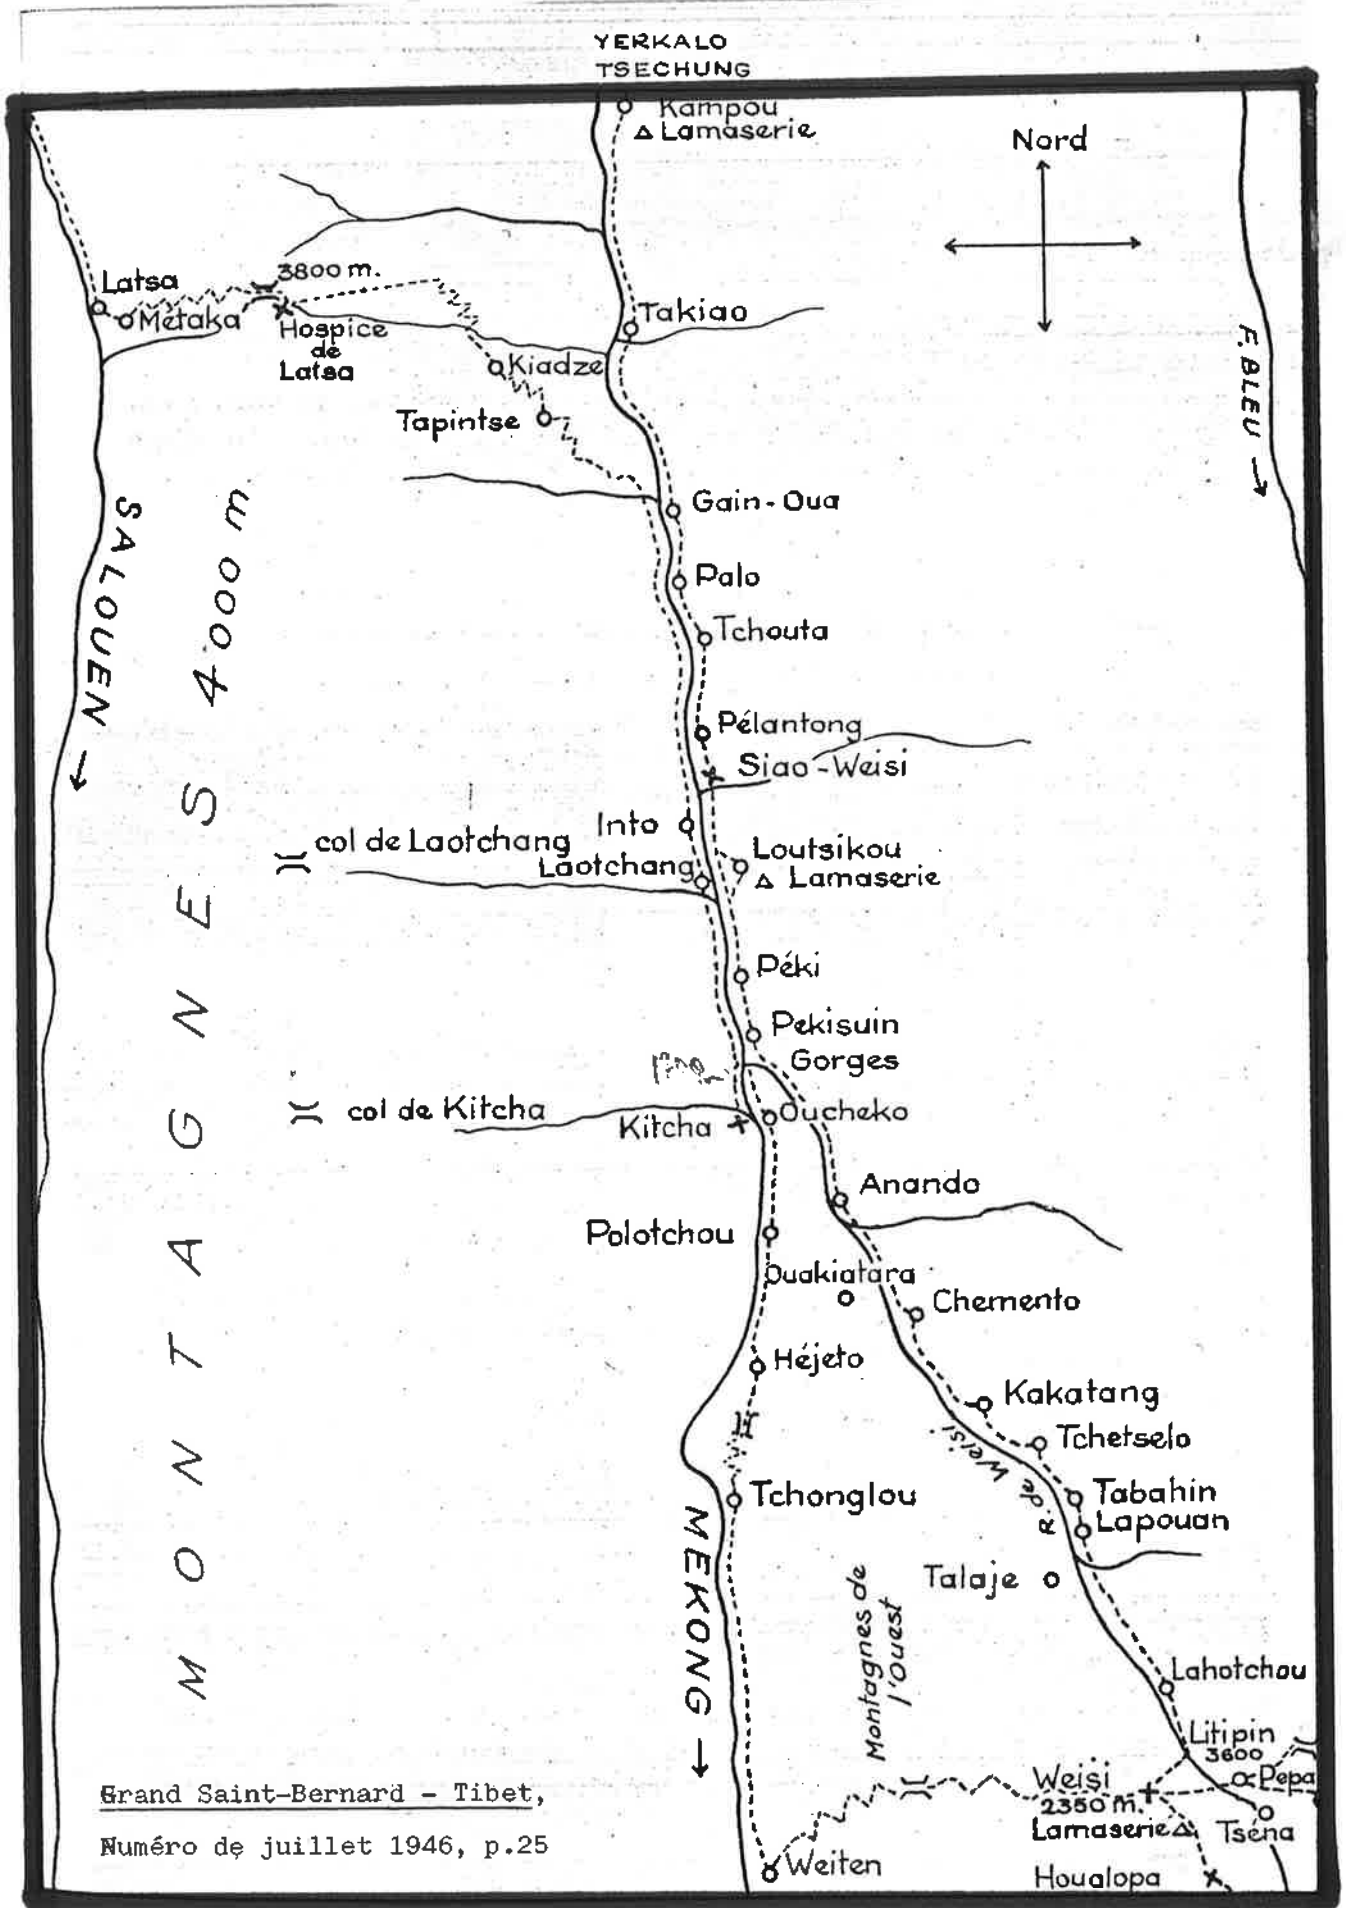 YERKALO
TSECHUNG
Kampou
Lamaserie
Nord
Latsa
3800 m.
Métaka
Hospice
de
Latsa
Takiao
F. BLEU
Kiadze
Tapintse
SALOUEN
MONTAGNES 4000 m.
Gain-Oua
Palo
Tchouta
Pélantong
Siao-Weisi
Into
col de Laotchang
Laotchang
Loutsikou
Lamaserie
Péki
Pekisuin
Gorges
col de Kitcha
Kitcha
Oucheko
Anando
Polotchou
Ouakiatara
Chemento
Héjeto
Kakatang
Tchetselo
R. de Weisi
Tchonglou
Tabahin
Lapouan
MEKONG
Talaje
Montagnes de
l'Ouest
Lahotchou
Litipin
3600
Pepa
Weisi
2350 m.
Lamaserie
Tséna
Weiten
Houalopa
Grand Saint-Bernard - Tibet,
Numéro de juillet 1946, p.25